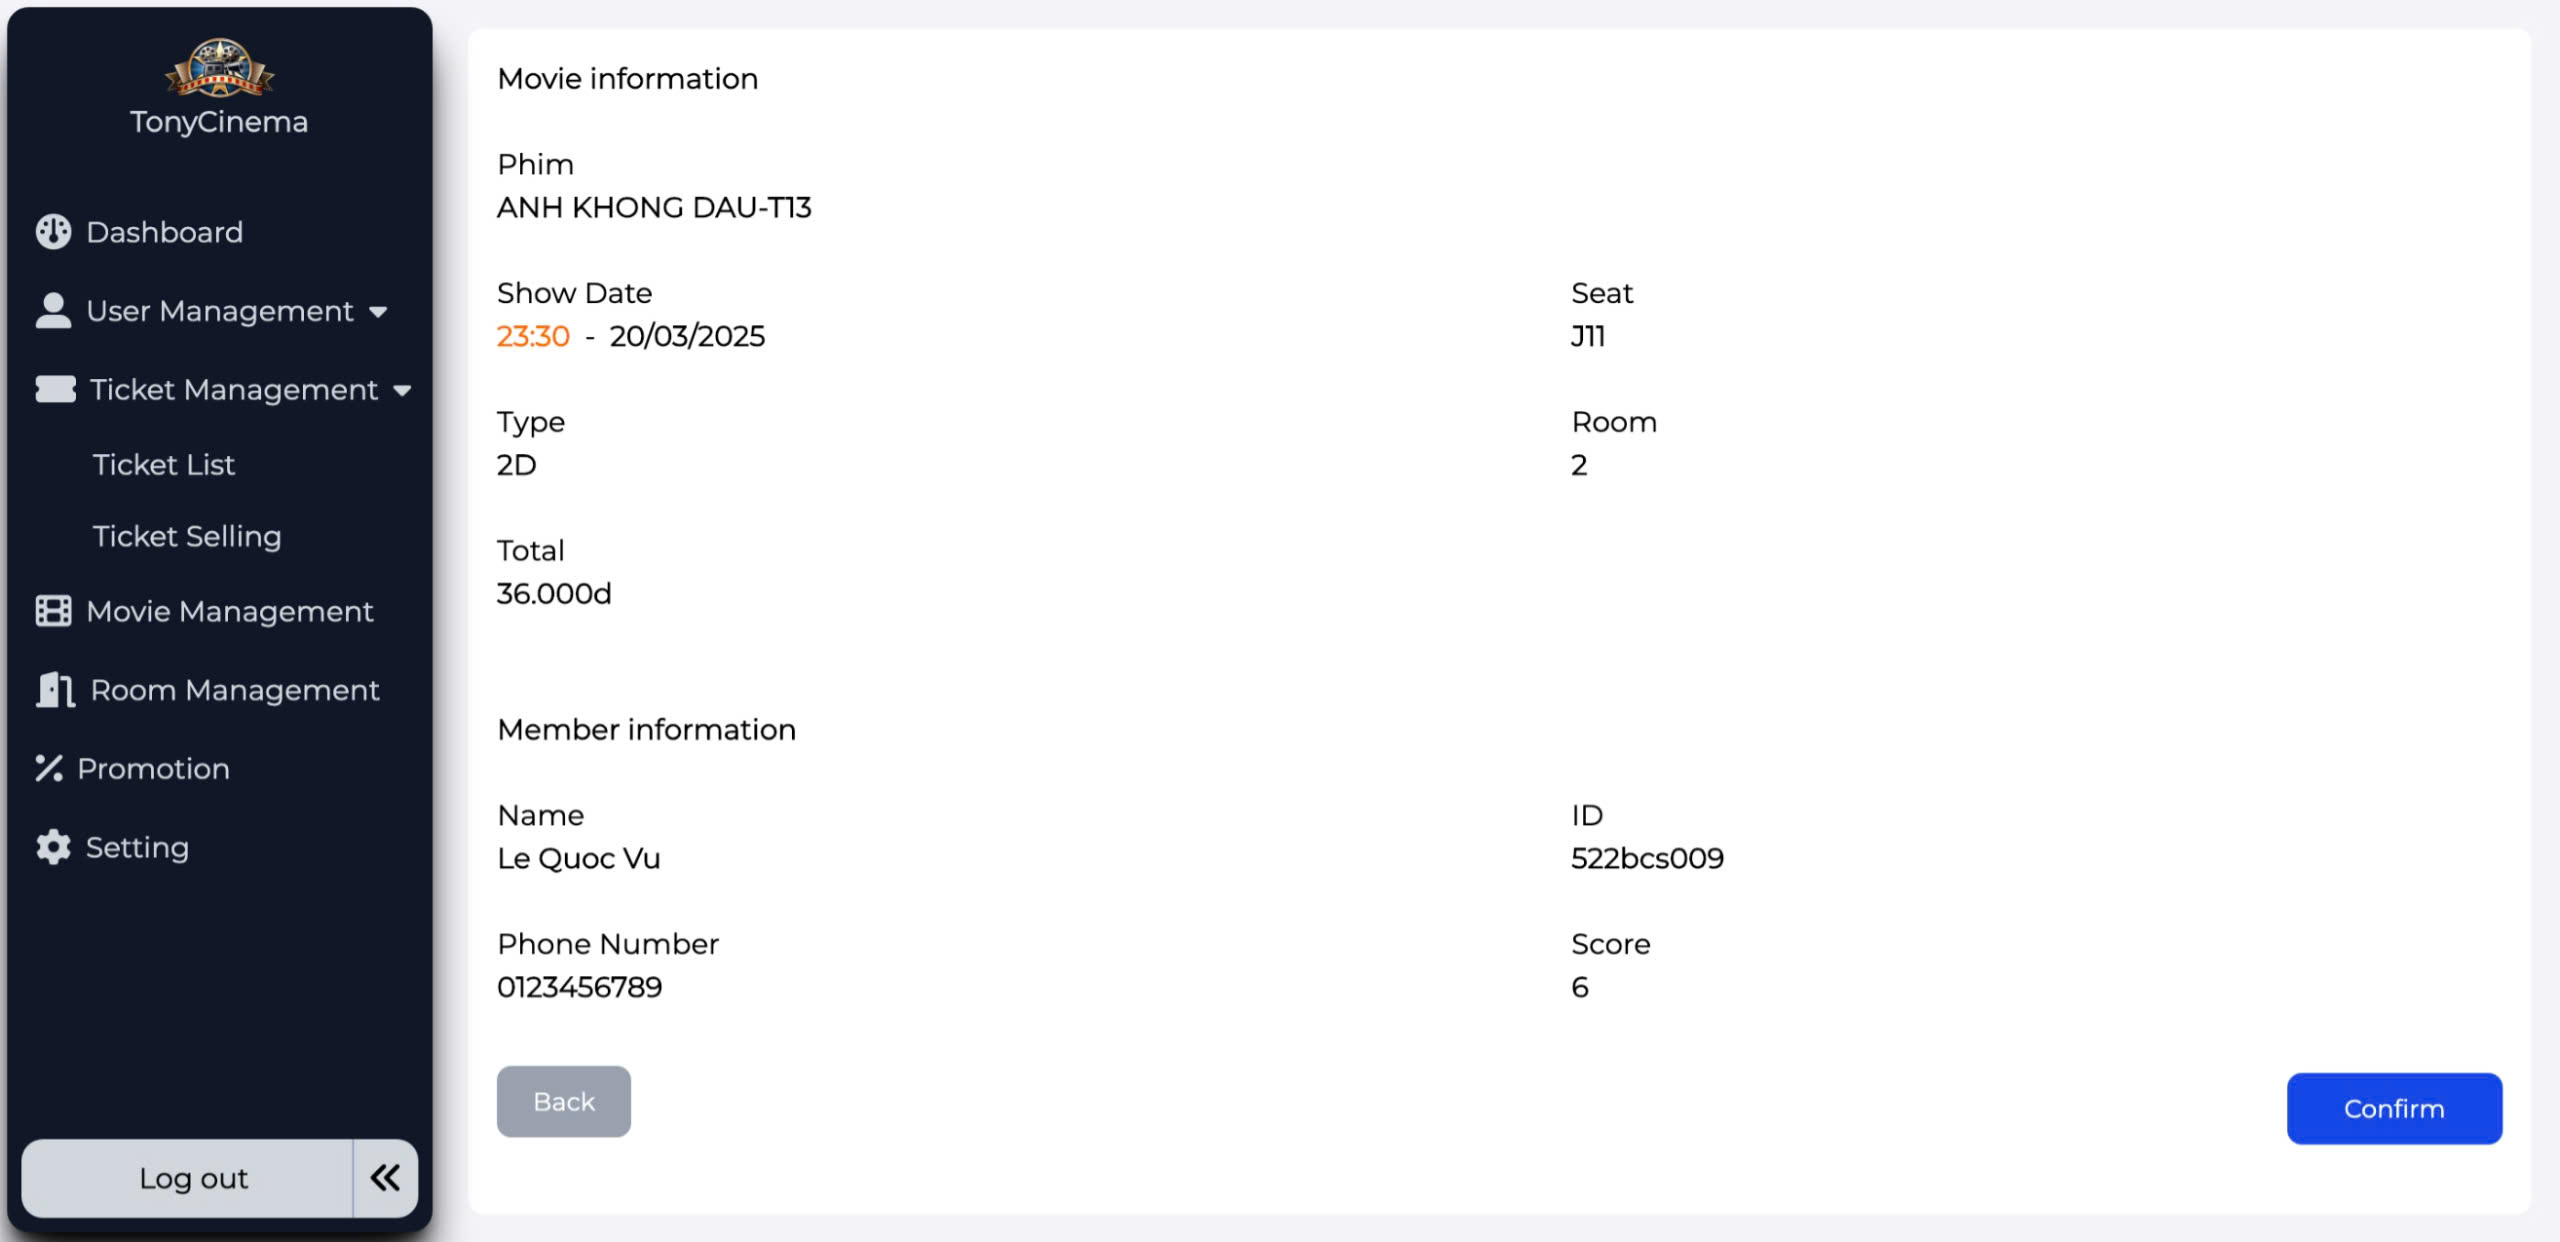 TonyCinema
Dashboard
User Management
Ticket Management
Ticket List
Ticket Selling
Movie Management
Room Management
Promotion
Setting
Log out
Movie information
Phim
ANH KHONG DAU-T13
Show Date
23:30 - 20/03/2025
Seat
J11
Type
2D
Room
2
Total
36.000d
Member information
Name
Le Quoc Vu
ID
522bcs009
Phone Number
0123456789
Score
6
Back
Confirm